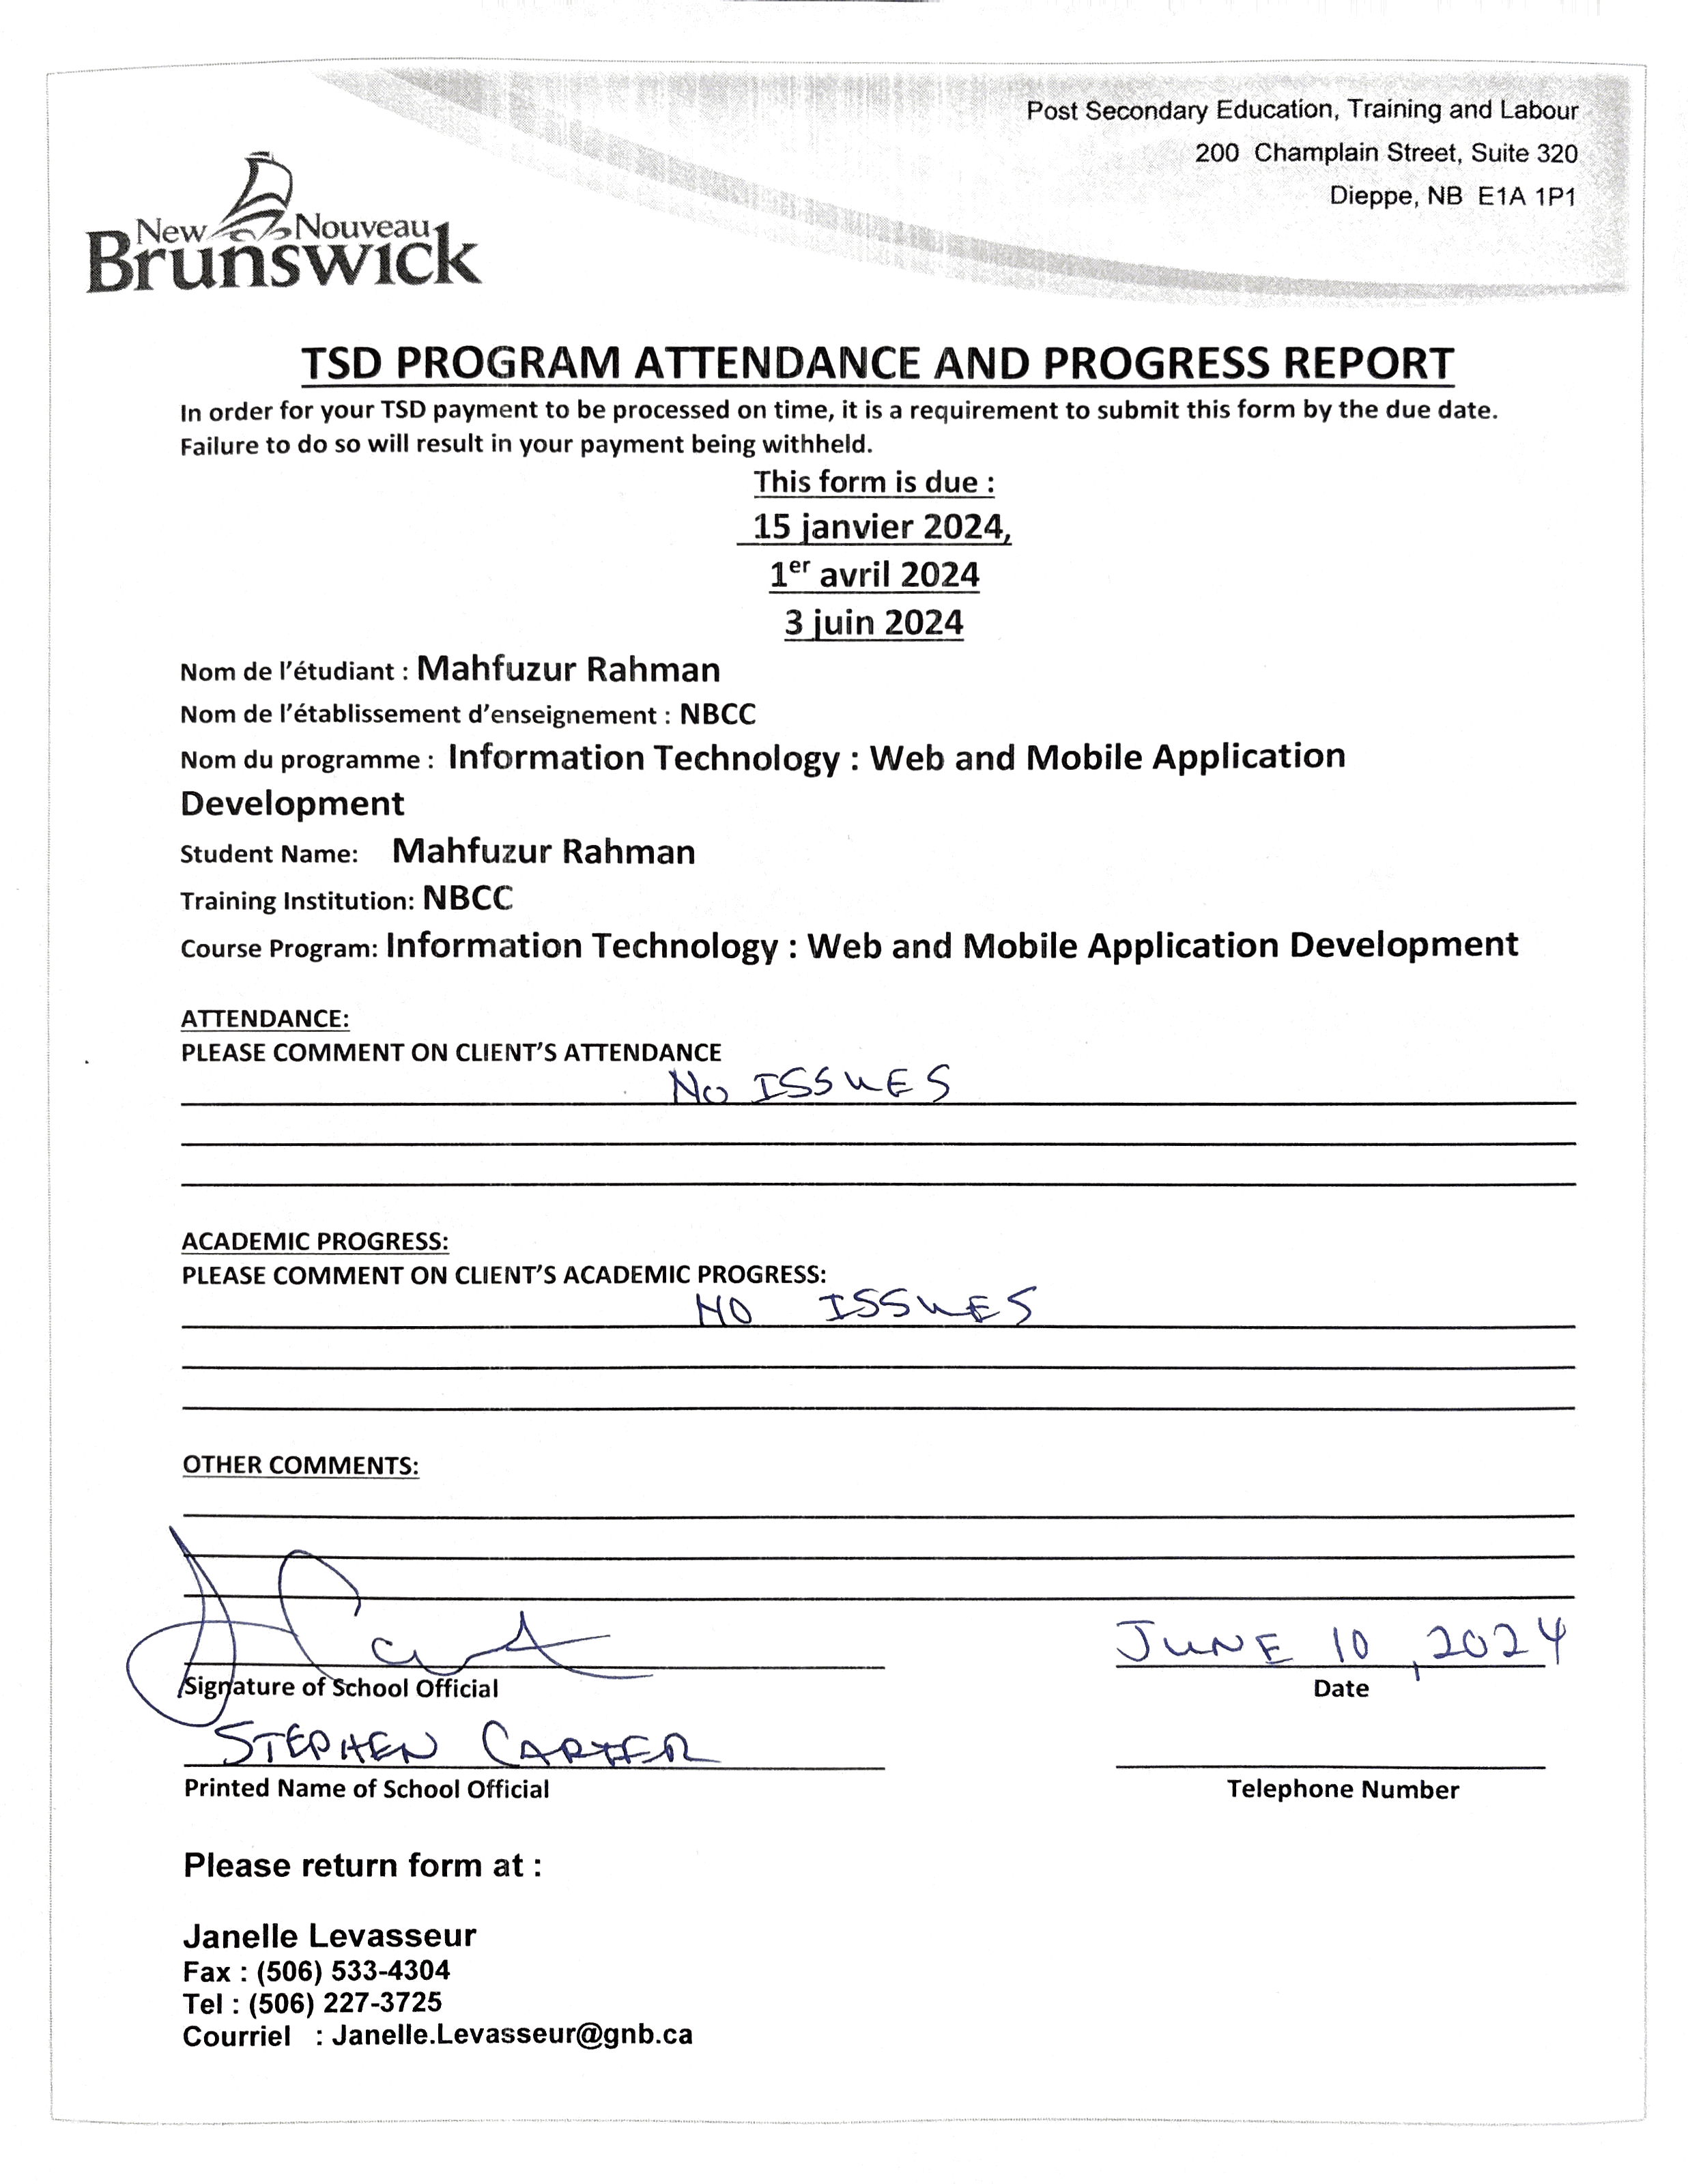 Post Secondary Education, Training and Labour
200 Champlain Street, Suite 320
Dieppe, NB E1A 1P1
New Nouveau
Brunswick
TSD PROGRAM ATTENDANCE AND PROGRESS REPORT
In order for your TSD payment to be processed on time, it is a requirement to submit this form by the due date.
Failure to do so will result in your payment being withheld.
This form is due :
15 janvier 2024,
1er avril 2024
3 juin 2024
Nom de l'étudiant : Mahfuzur Rahman
Nom de l'établissement d'enseignement : NBCC
Nom du programme : Information Technology : Web and Mobile Application
Development
Student Name: Mahfuzur Rahman
Training Institution: NBCC
Course Program: Information Technology : Web and Mobile Application Development
ATTENDANCE:
PLEASE COMMENT ON CLIENT'S ATTENDANCE
No ISSUES
ACADEMIC PROGRESS:
PLEASE COMMENT ON CLIENT'S ACADEMIC PROGRESS:
NO ISSUES
OTHER COMMENTS:
JUNE 10, 2024
Signature of School Official Date
STEPHEN CARTER
Printed Name of School Official Telephone Number
Please return form at :
Janelle Levasseur
Fax : (506) 533-4304
Tel : (506) 227-3725
Courriel : Janelle.Levasseur@gnb.ca